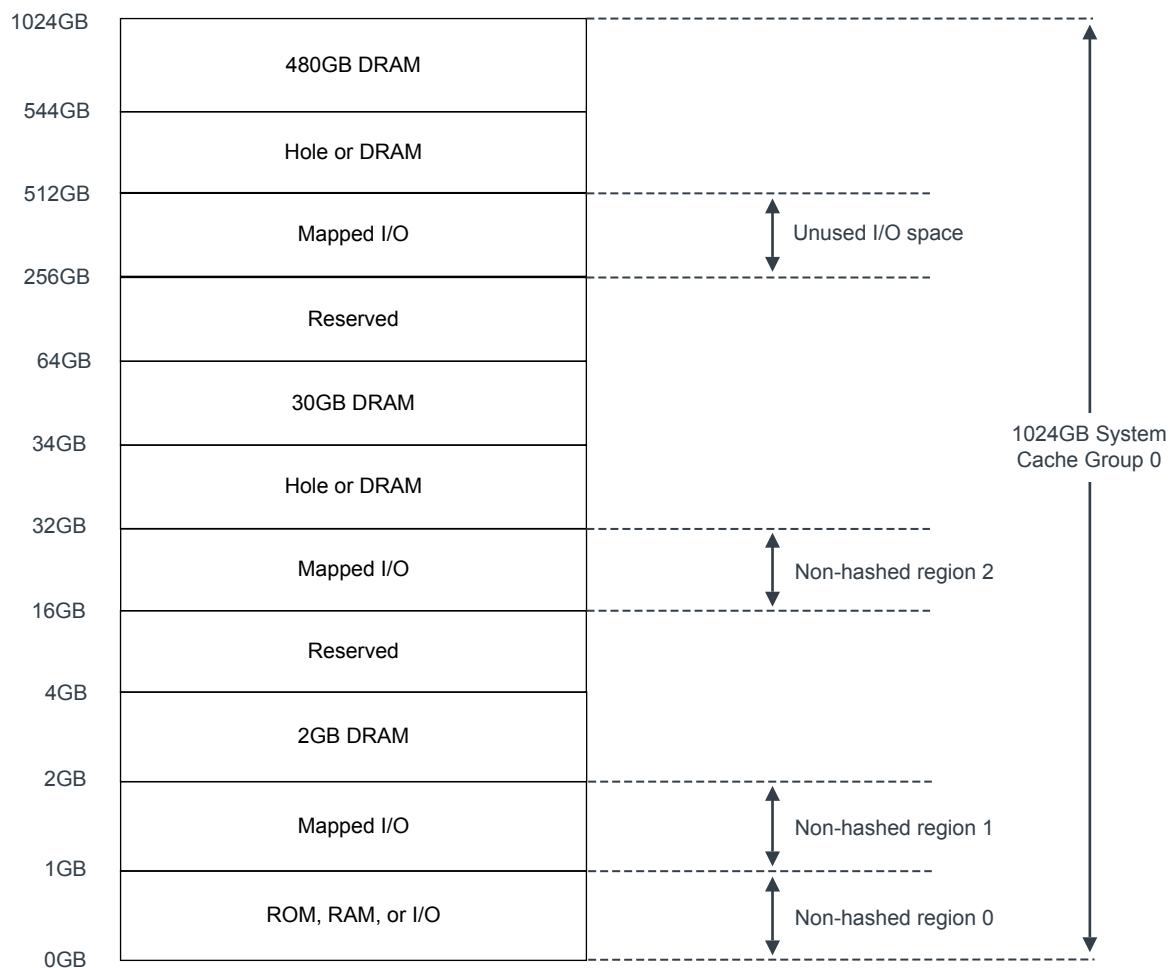 1024GB
480GB DRAM
544GB
Hole or DRAM
512GB
Mapped I/O
Unused I/O space
256GB
Reserved
64GB
30GB DRAM
34GB
1024GB System
Cache Group 0
Hole or DRAM
32GB
Mapped I/O
Non-hashed region 2
16GB
Reserved
4GB
2GB DRAM
2GB
Mapped I/O
Non-hashed region 1
1GB
ROM, RAM, or I/O
Non-hashed region 0
0GB